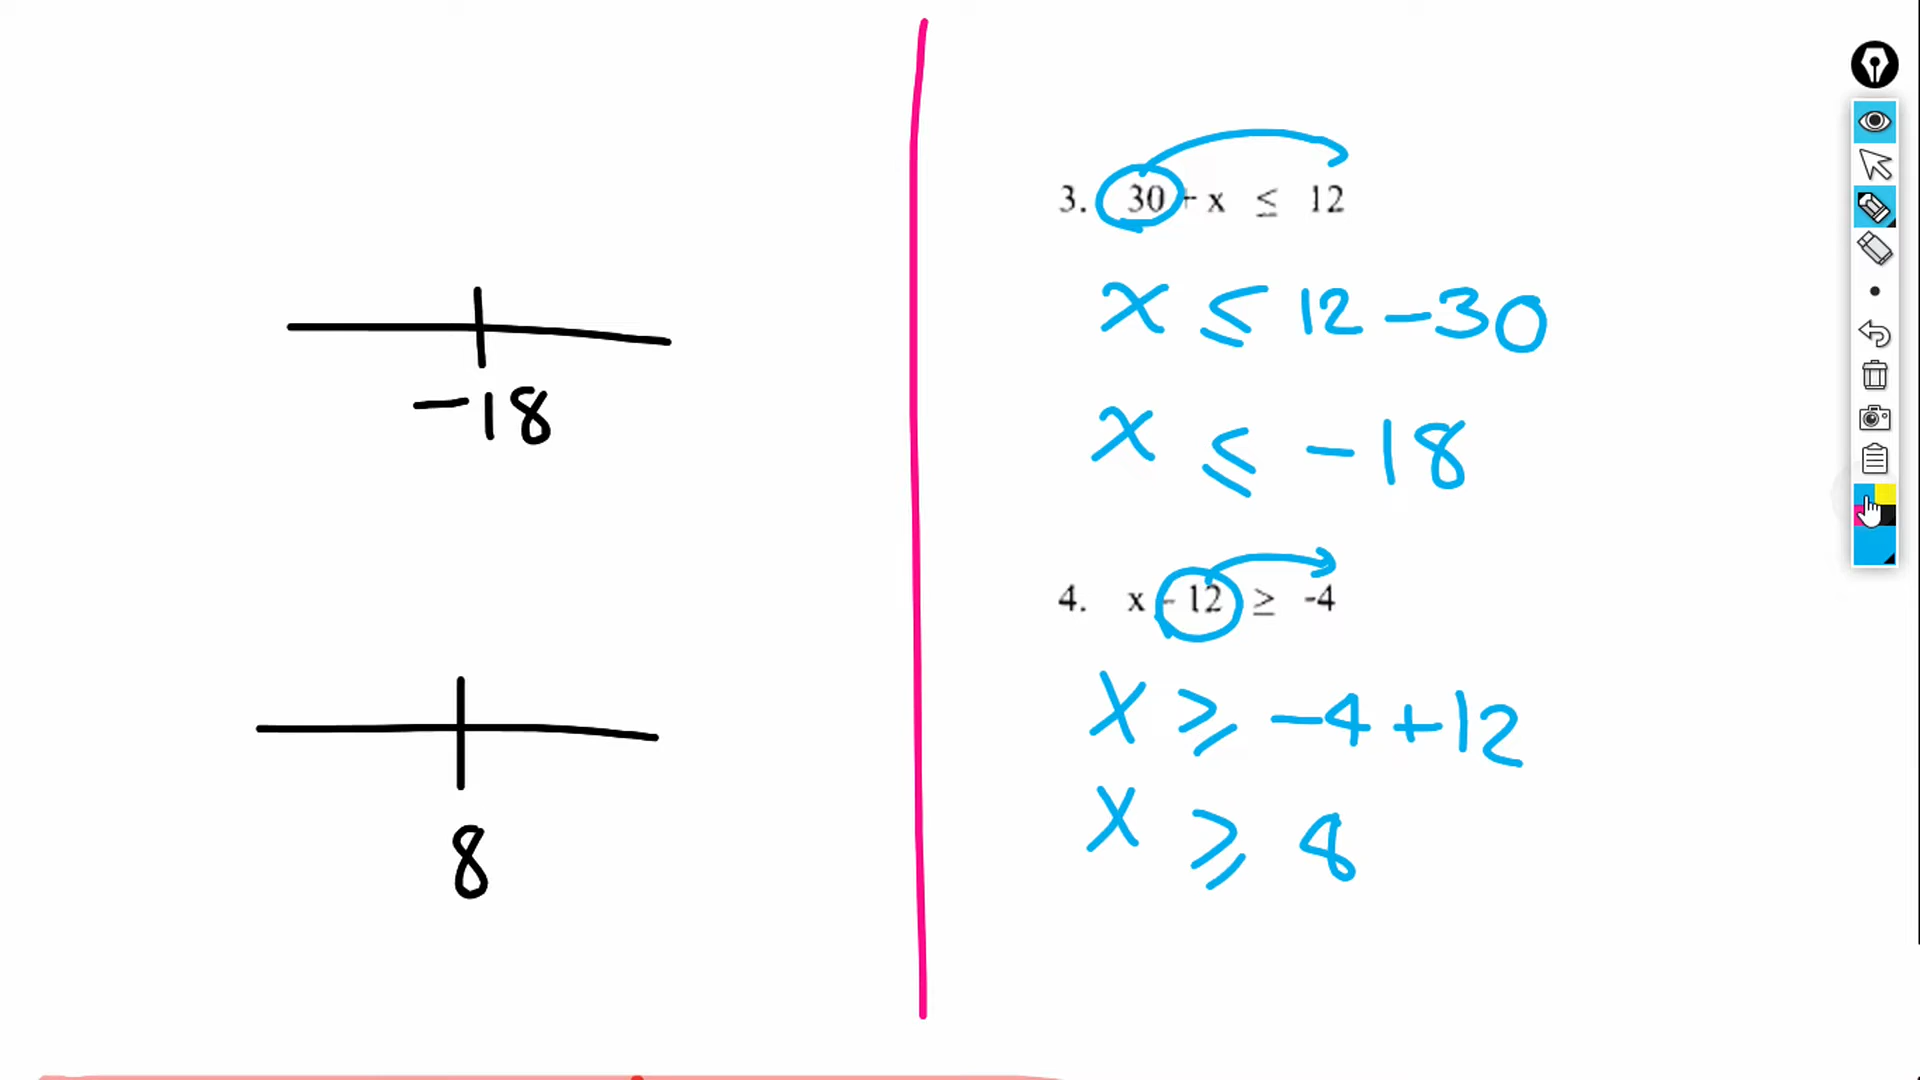 -18
8
3. 30 + x ≤ 12
x ≤ 12 - 30
x ≤ -18
4. x - 12 ≥ -4
x ≥ -4 + 12
x ≥ 8